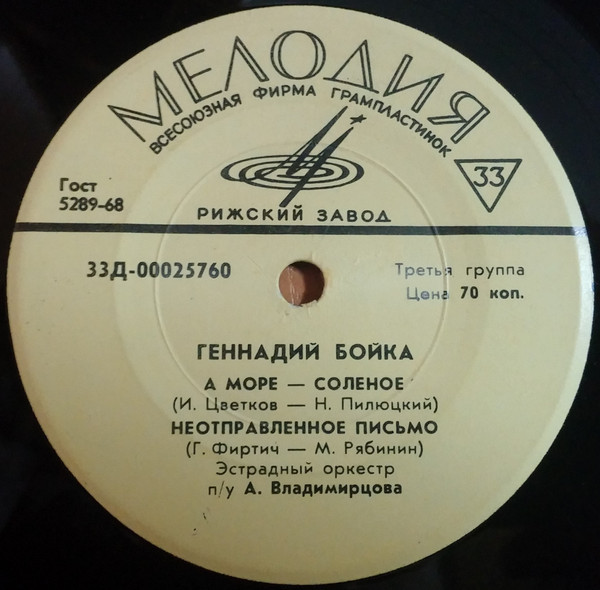 МЕЛОДИЯ
ВСЕСОЮЗНАЯ ФИРМА ГРАМПЛАСТИНОК
33
Гост
5289-68
РИЖСКИЙ ЗАВОД
33Д-00025760
Третья группа
Цена 70 коп.
ГЕННАДИЙ БОЙКА
А МОРЕ — СОЛЕНОЕ
(И. Цветков — Н. Пилюцкий)
НЕОТПРАВЛЕННОЕ ПИСЬМО
(Г. Фиртич — М. Рябинин)
Эстрадный оркестр
п/у А. Владимирцова